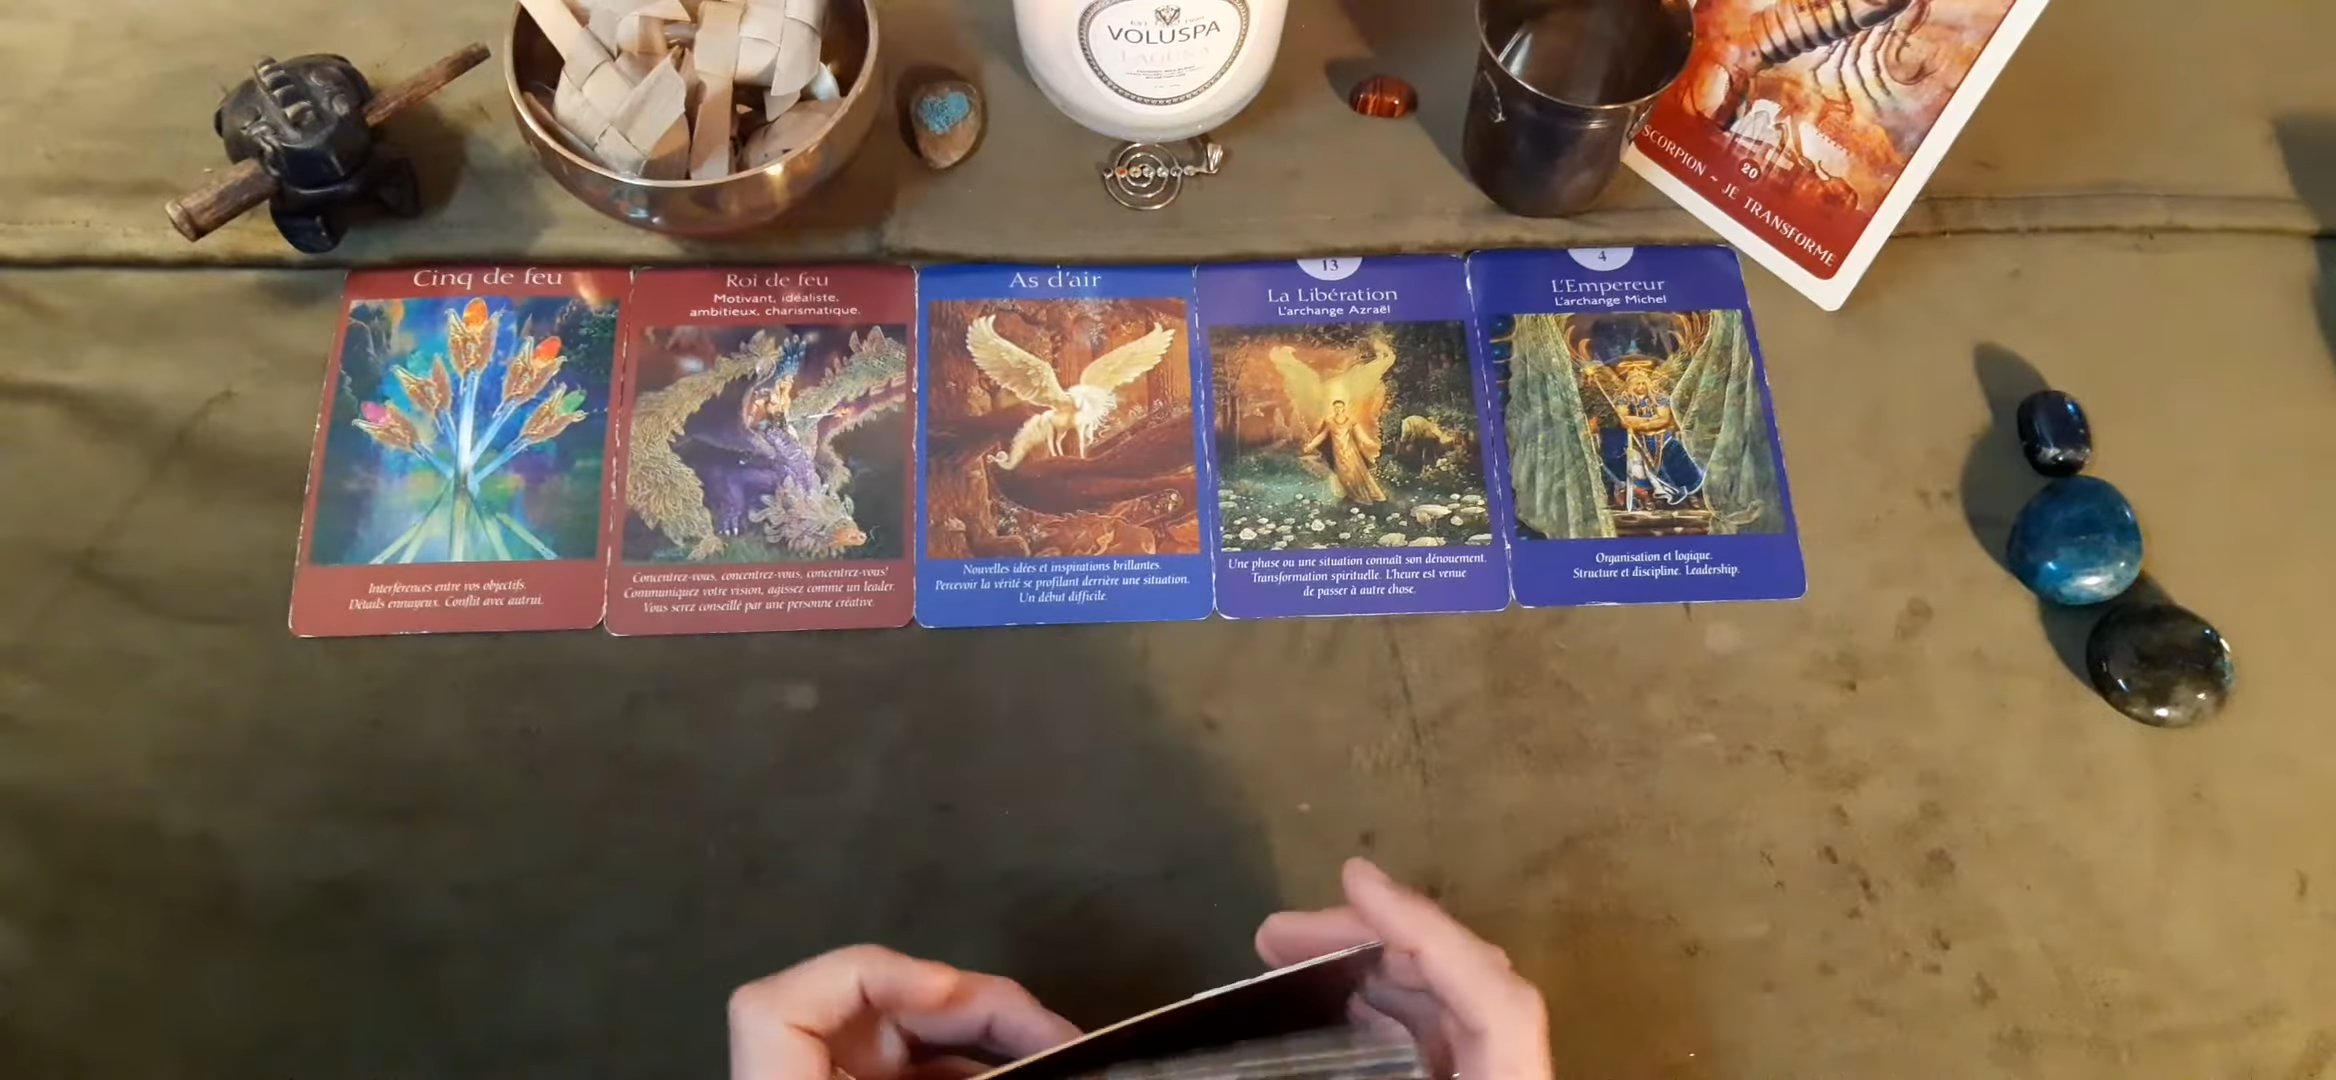 VOLUSPA
LAGUNA
20
SCORPION ~ JE TRANSFORME
Cinq de feu
Interférences entre vos objectifs.
Détails ennuyeux. Conflit avec autrui.
Roi de feu
Motivant, idéaliste,
ambitieux, charismatique.
Concentrez-vous, concentrez-vous, concentrez-vous!
Communiquez votre vision, agissez comme un leader.
Vous serez conseillé par une personne créative.
As d'air
Nouvelles idées et inspirations brillantes.
Percevoir la vérité se profilant derrière une situation.
Un début difficile.
13
La Libération
L'archange Azraël
Une phase ou une situation connaît son dénouement.
Transformation spirituelle. L'heure est venue
de passer à autre chose.
4
L'Empereur
L'archange Michel
Organisation et logique.
Structure et discipline. Leadership.